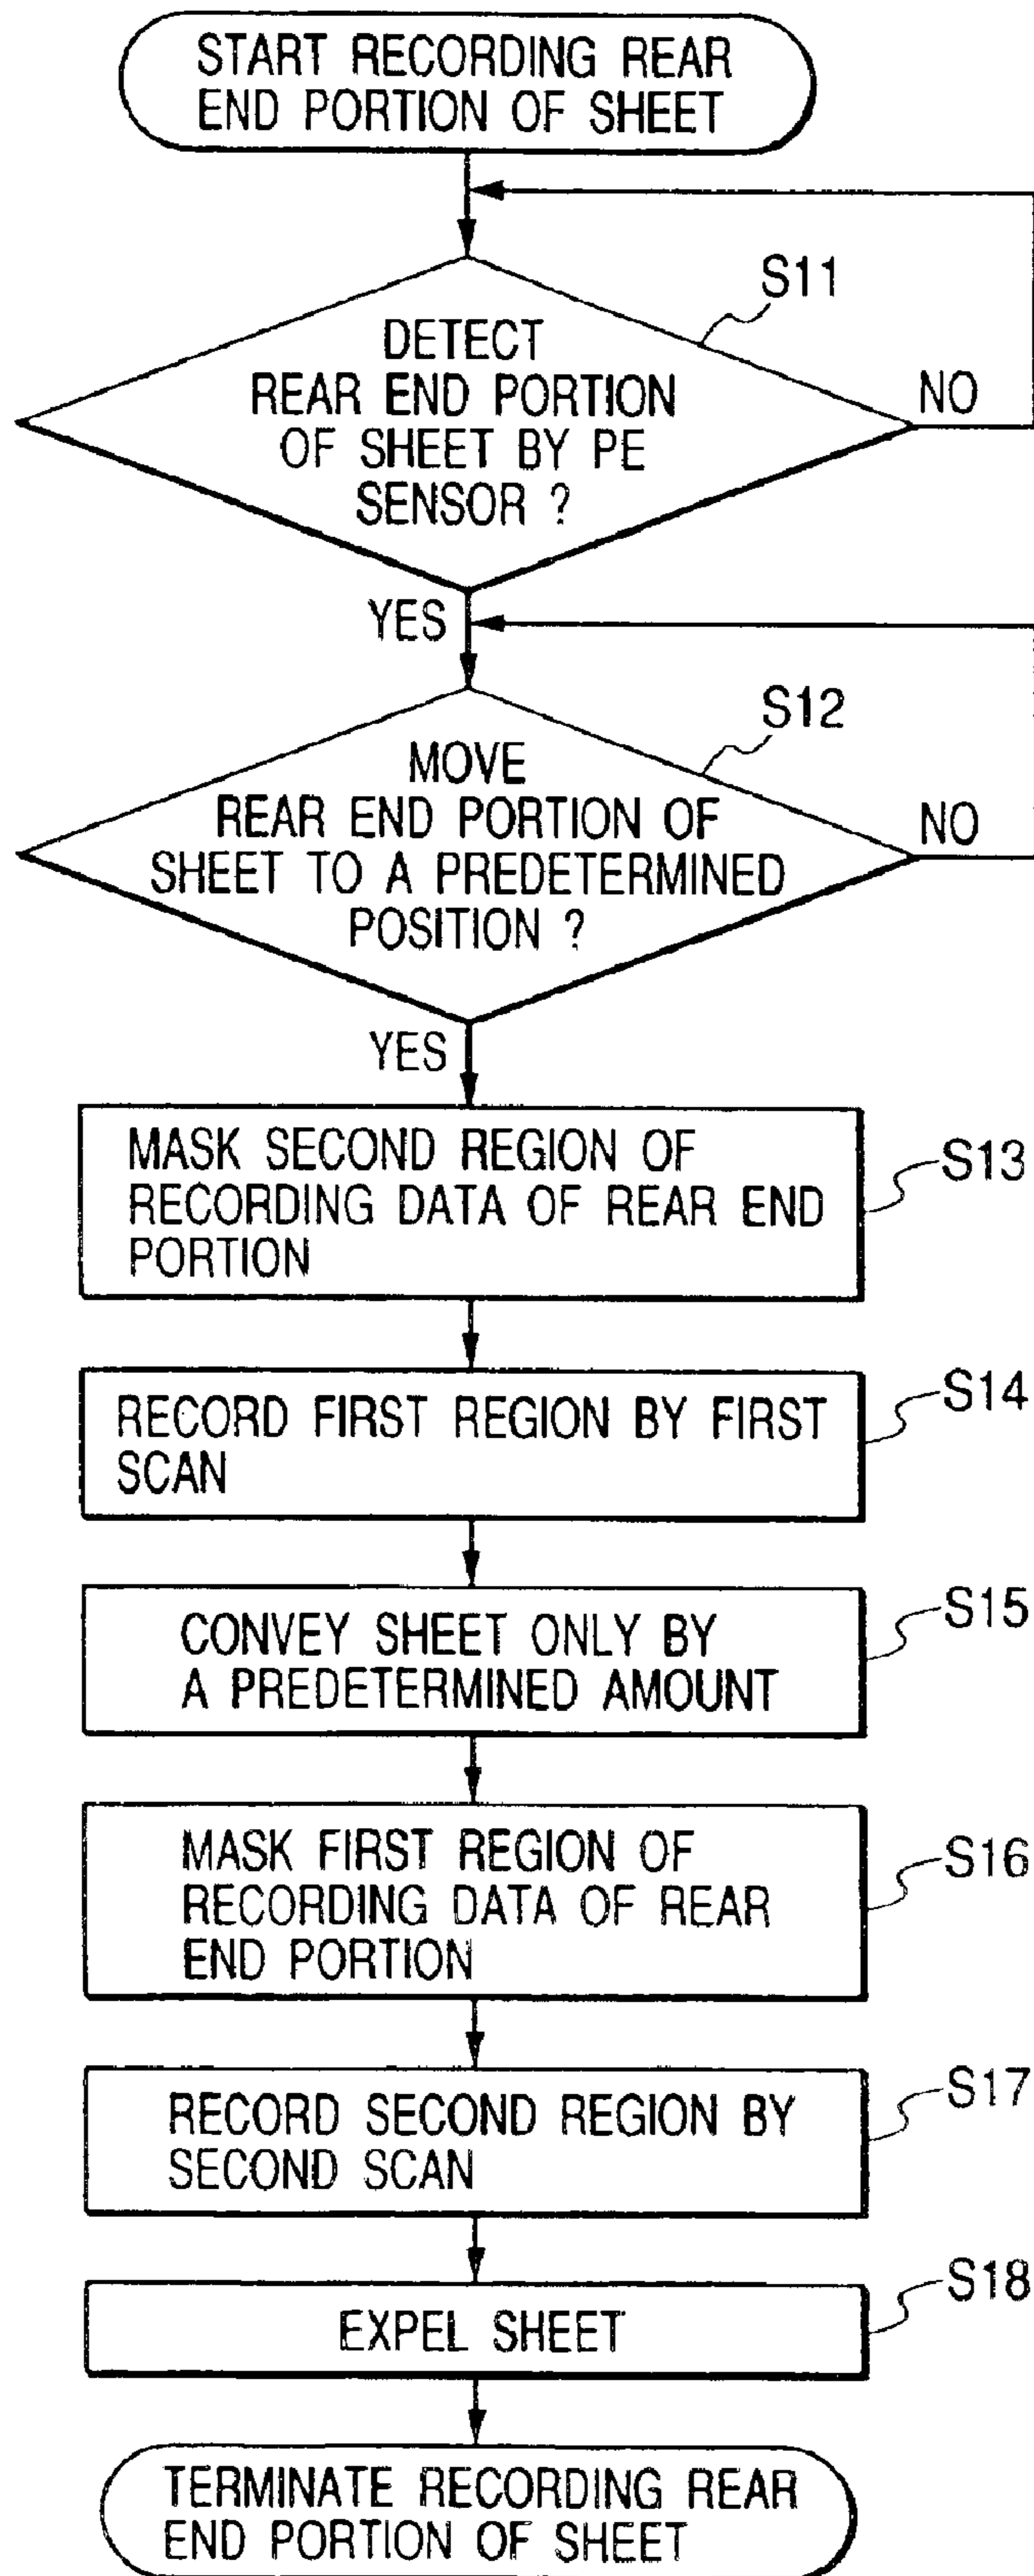 START RECORDING REAR
END PORTION OF SHEET
S11
DETECT
REAR END PORTION
OF SHEET BY PE
SENSOR ?
NO
YES
S12
MOVE
REAR END PORTION OF
SHEET TO A PREDETERMINED
POSITION ?
NO
YES
MASK SECOND REGION OF
RECORDING DATA OF REAR END
PORTION
S13
RECORD FIRST REGION BY FIRST
SCAN
S14
CONVEY SHEET ONLY BY
A PREDETERMINED AMOUNT
S15
MASK FIRST REGION OF
RECORDING DATA OF REAR
END PORTION
S16
RECORD SECOND REGION BY
SECOND SCAN
S17
EXPEL SHEET
S18
TERMINATE RECORDING REAR
END PORTION OF SHEET